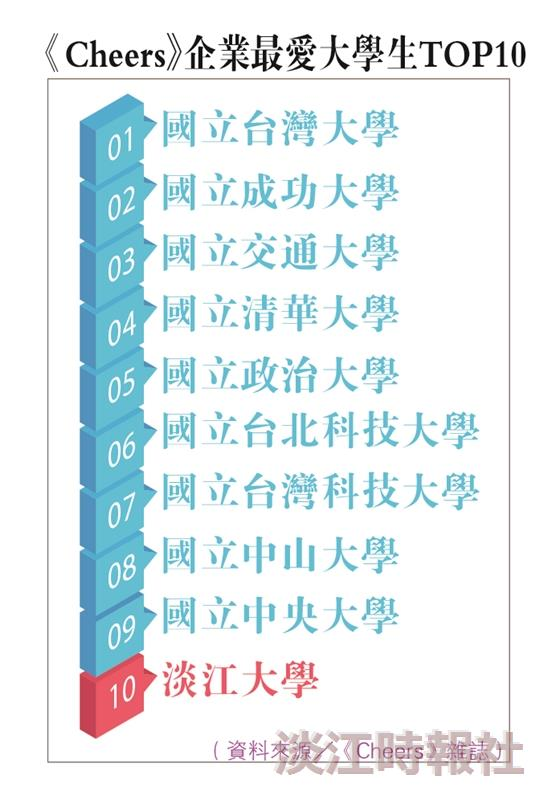 《Cheers》企業最愛大學生TOP10
01 國立台灣大學
02 國立成功大學
03 國立交通大學
04 國立清華大學
05 國立政治大學
06 國立台北科技大學
07 國立台灣科技大學
08 國立中山大學
09 國立中央大學
10 淡江大學
（資料來源／《Cheers》雜誌）
淡江時報社